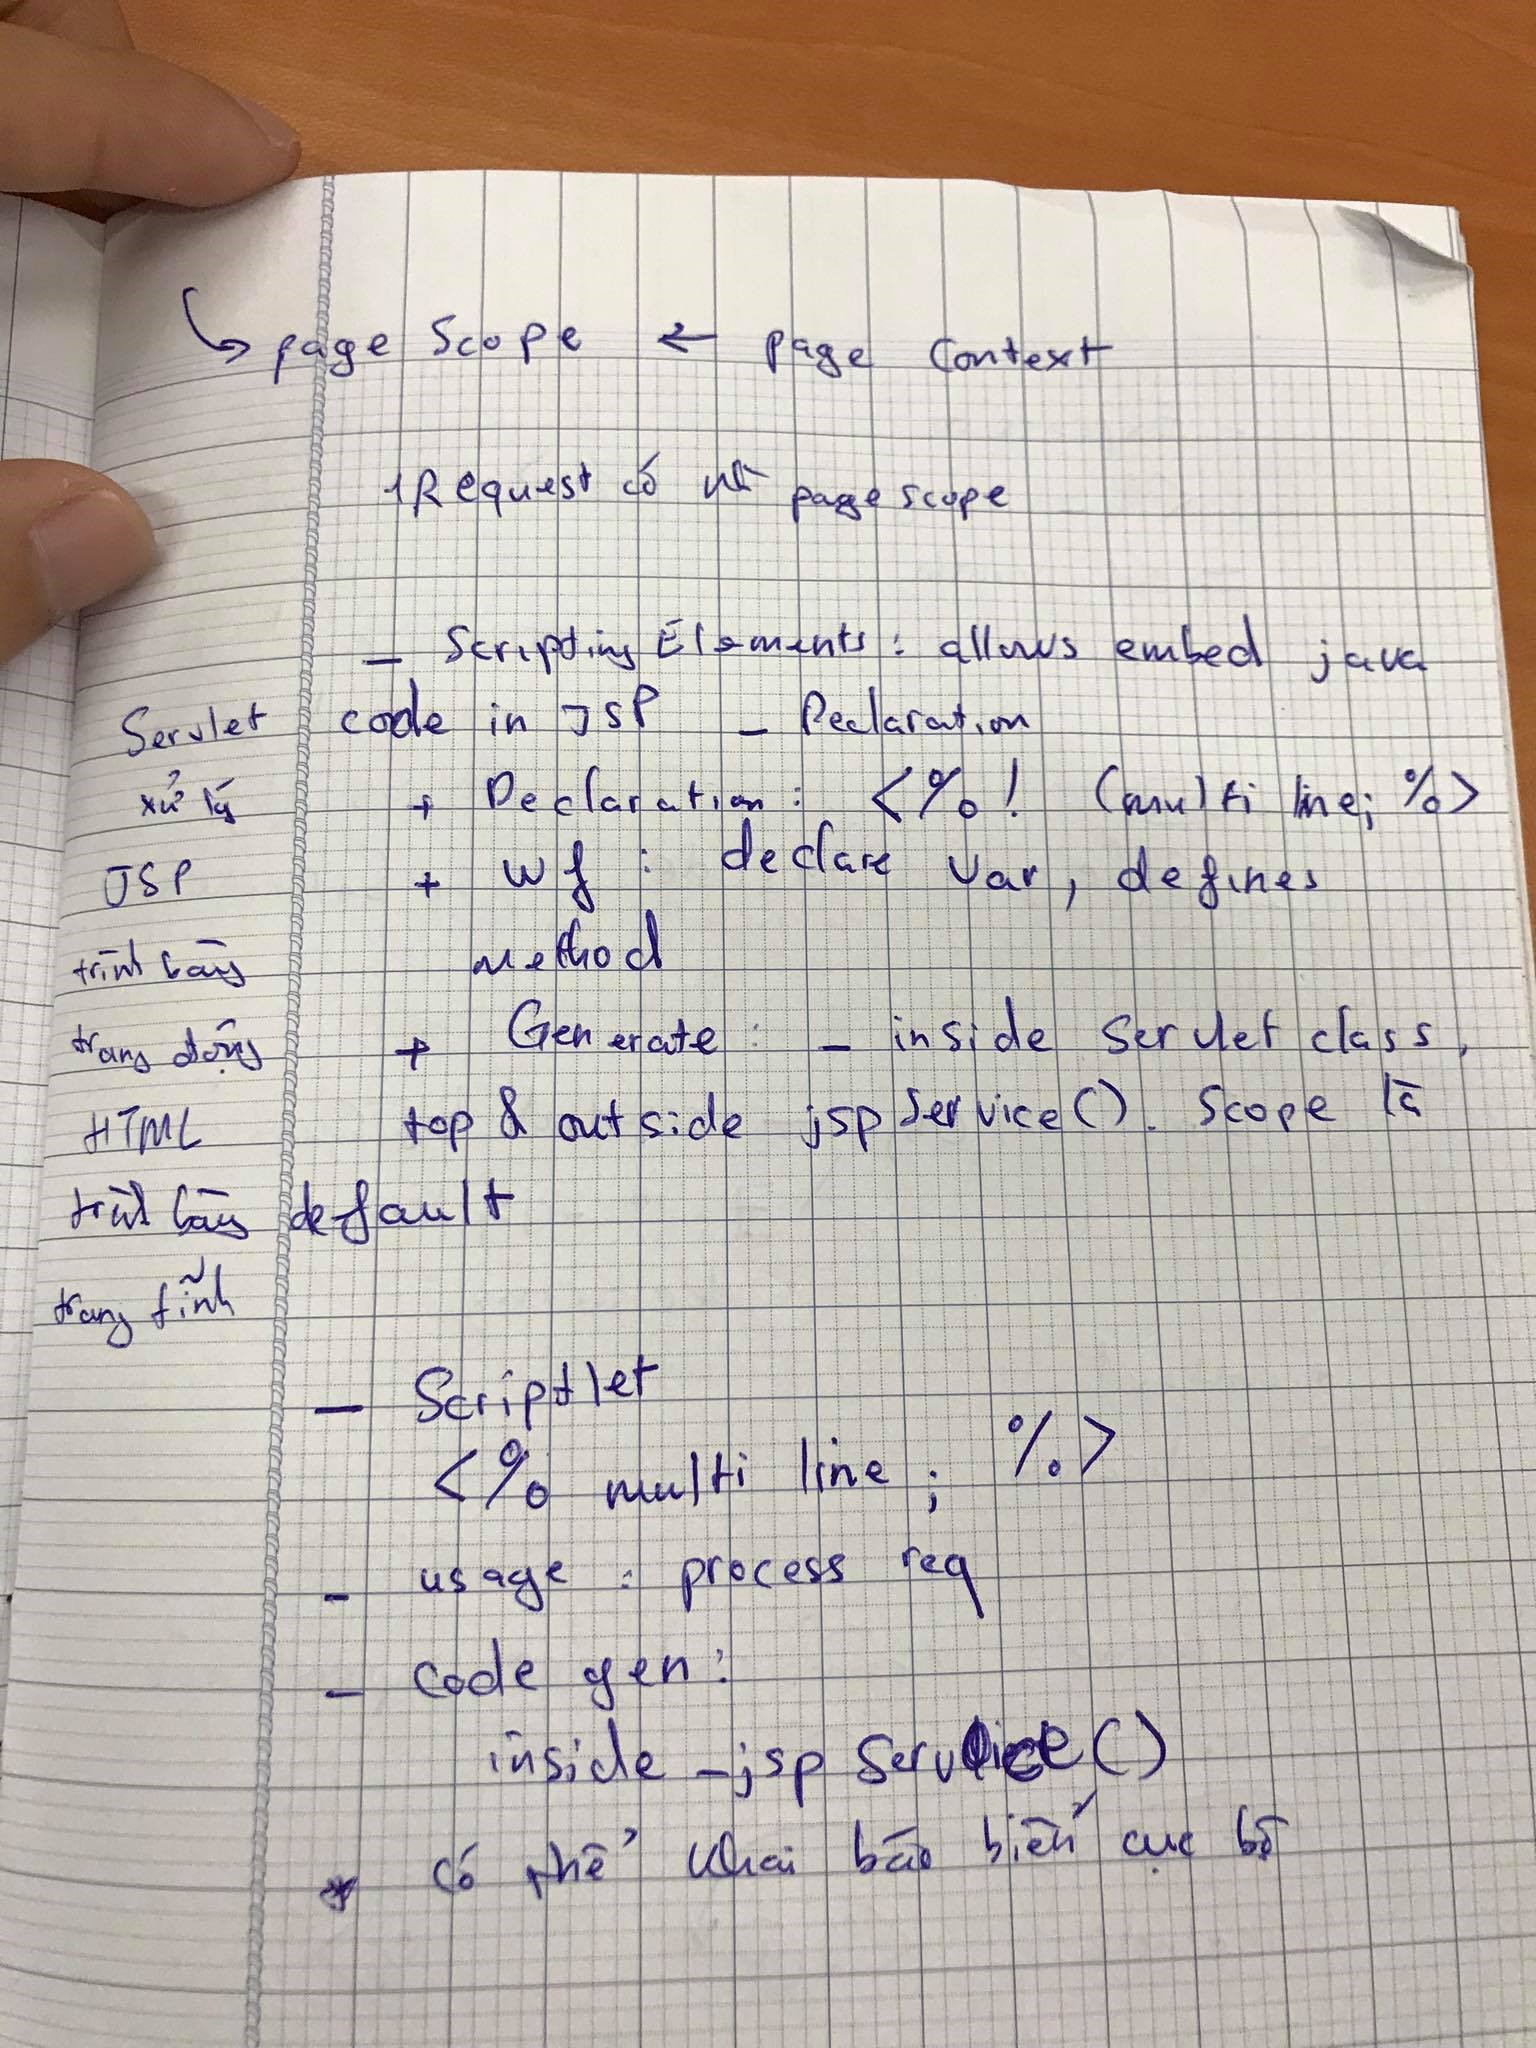 ↳ page Scope ← page Context
1 Request có page scope
- Scripting Elements: allows embed java
code in JSP - Declaration
+ Declaration: <%! (multi line; %>
+ Wf: declare var, defines
method
+ Generate: - inside Servlet class,
top & outside jspService(). Scope là
default
Servlet
xử lý
JSP
trình bày
trang động
HTML
trình bày
trang tĩnh
- Scriptlet
<% multi line; %>
- usage: process req
- code gen:
inside _jspService()
* có thể khai báo biến cục bộ